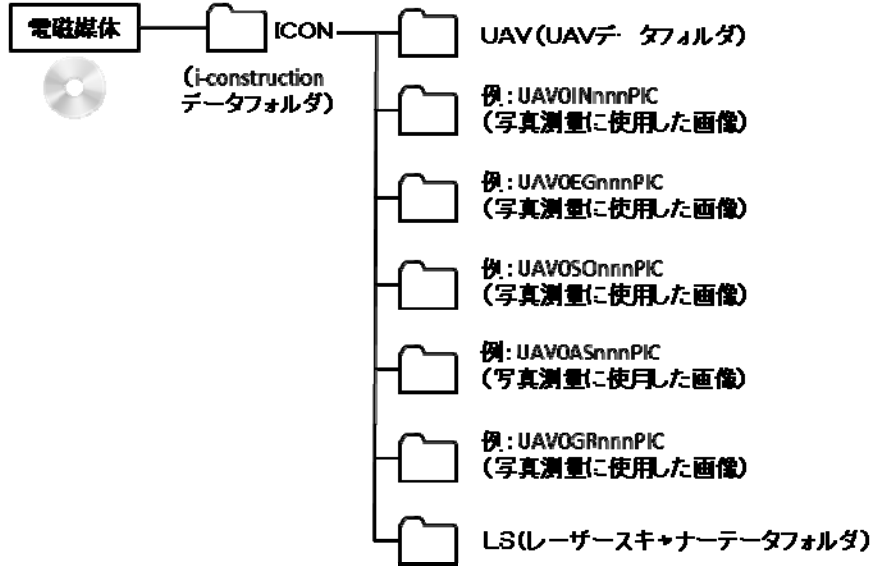 電磁媒体
ICON
(i-construction
データフォルダ)
UAV(UAVデータフォルダ)
例:UAV0INnnnPIC
(写真測量に使用した画像)
例:UAV0EGnnnPIC
(写真測量に使用した画像)
例:UAV0SOnnnPIC
(写真測量に使用した画像)
例:UAV0ASnnnPIC
(写真測量に使用した画像)
例:UAV0GRnnnPIC
(写真測量に使用した画像)
LS(レーザースキャナーデータフォルダ)